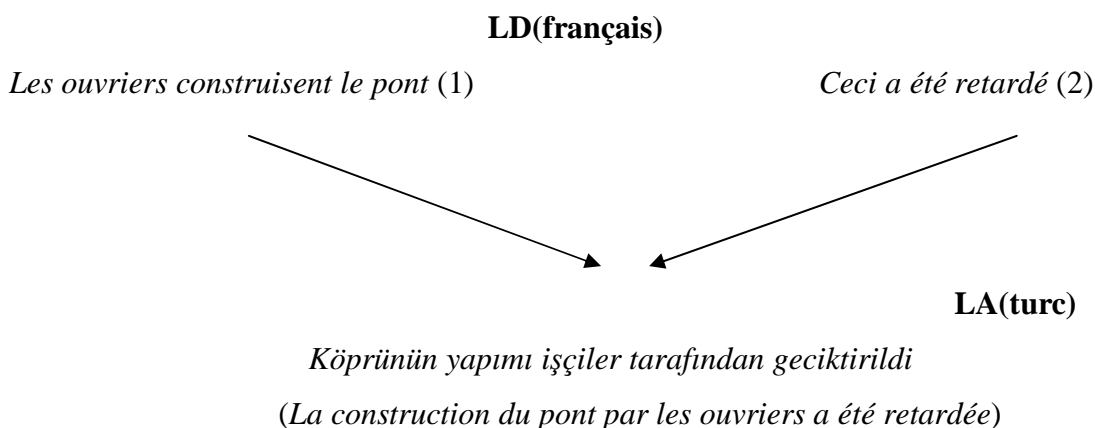 LD(français)
Les ouvriers construisent le pont (1) Ceci a été retardé (2)
LA(turc)
Köprünün yapımı işçiler tarafından geciktirildi
(La construction du pont par les ouvriers a été retardée)